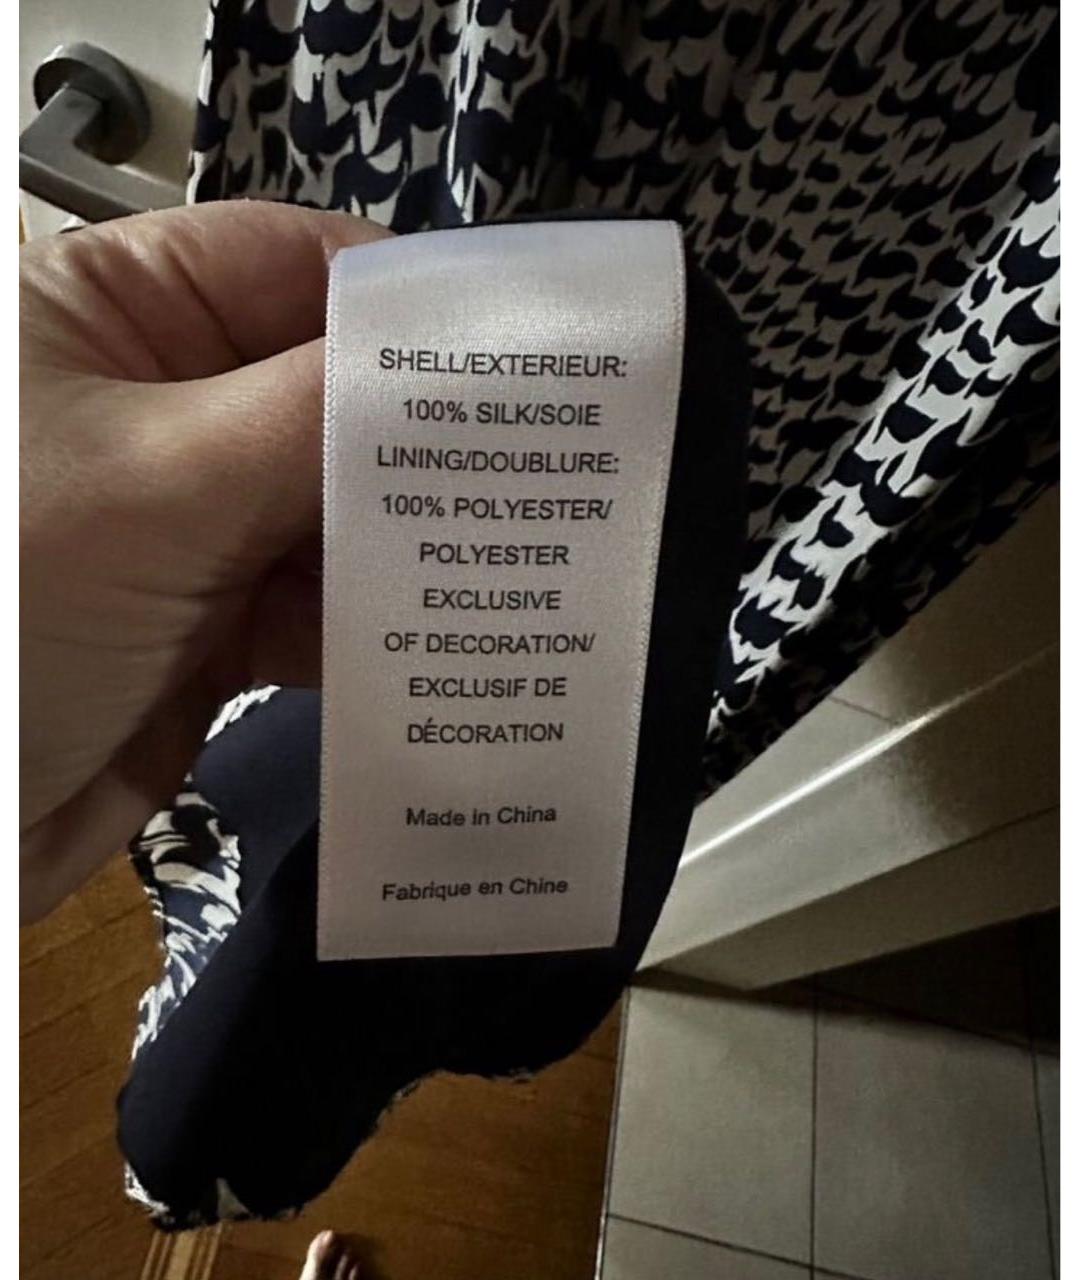 SHELL/EXTERIEUR:
100% SILK/SOIE
LINING/DOUBLURE:
100% POLYESTER/
POLYESTER
EXCLUSIVE
OF DECORATION/
EXCLUSIF DE
DÉCORATION
Made in China
Fabrique en Chine